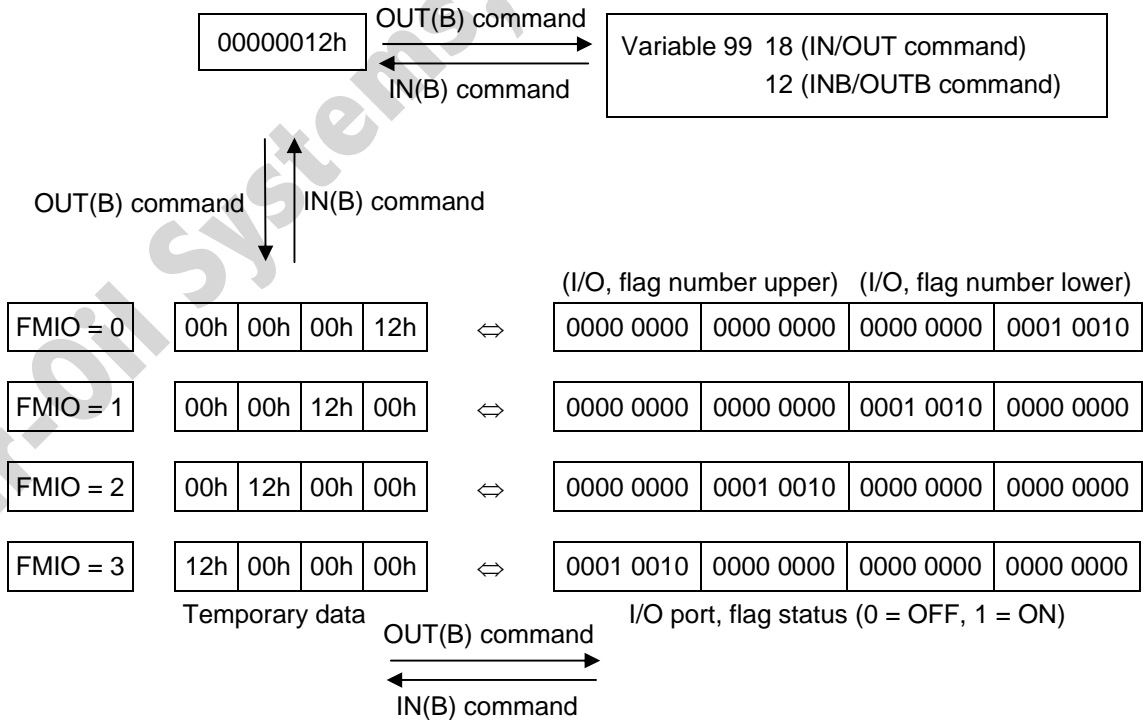 OUT(B) command
00000012h
Variable 99 18 (IN/OUT command)
IN(B) command
12 (INB/OUTB command)
OUT(B) command IN(B) command
(I/O, flag number upper) (I/O, flag number lower)
FMIO = 0 00h 00h 00h 12h ⇔ 0000 0000 0000 0000 0000 0000 0001 0010
FMIO = 1 00h 00h 12h 00h ⇔ 0000 0000 0000 0000 0001 0010 0000 0000
FMIO = 2 00h 12h 00h 00h ⇔ 0000 0000 0001 0010 0000 0000 0000 0000
FMIO = 3 12h 00h 00h 00h ⇔ 0001 0010 0000 0000 0000 0000 0000 0000
Temporary data I/O port, flag status (0 = OFF, 1 = ON)
OUT(B) command
IN(B) command
r-Oil Systems,